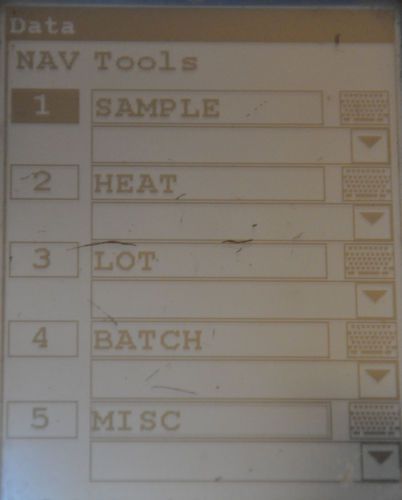 Data
NAV Tools
1 SAMPLE
2 HEAT
3 LOT
4 BATCH
5 MISC